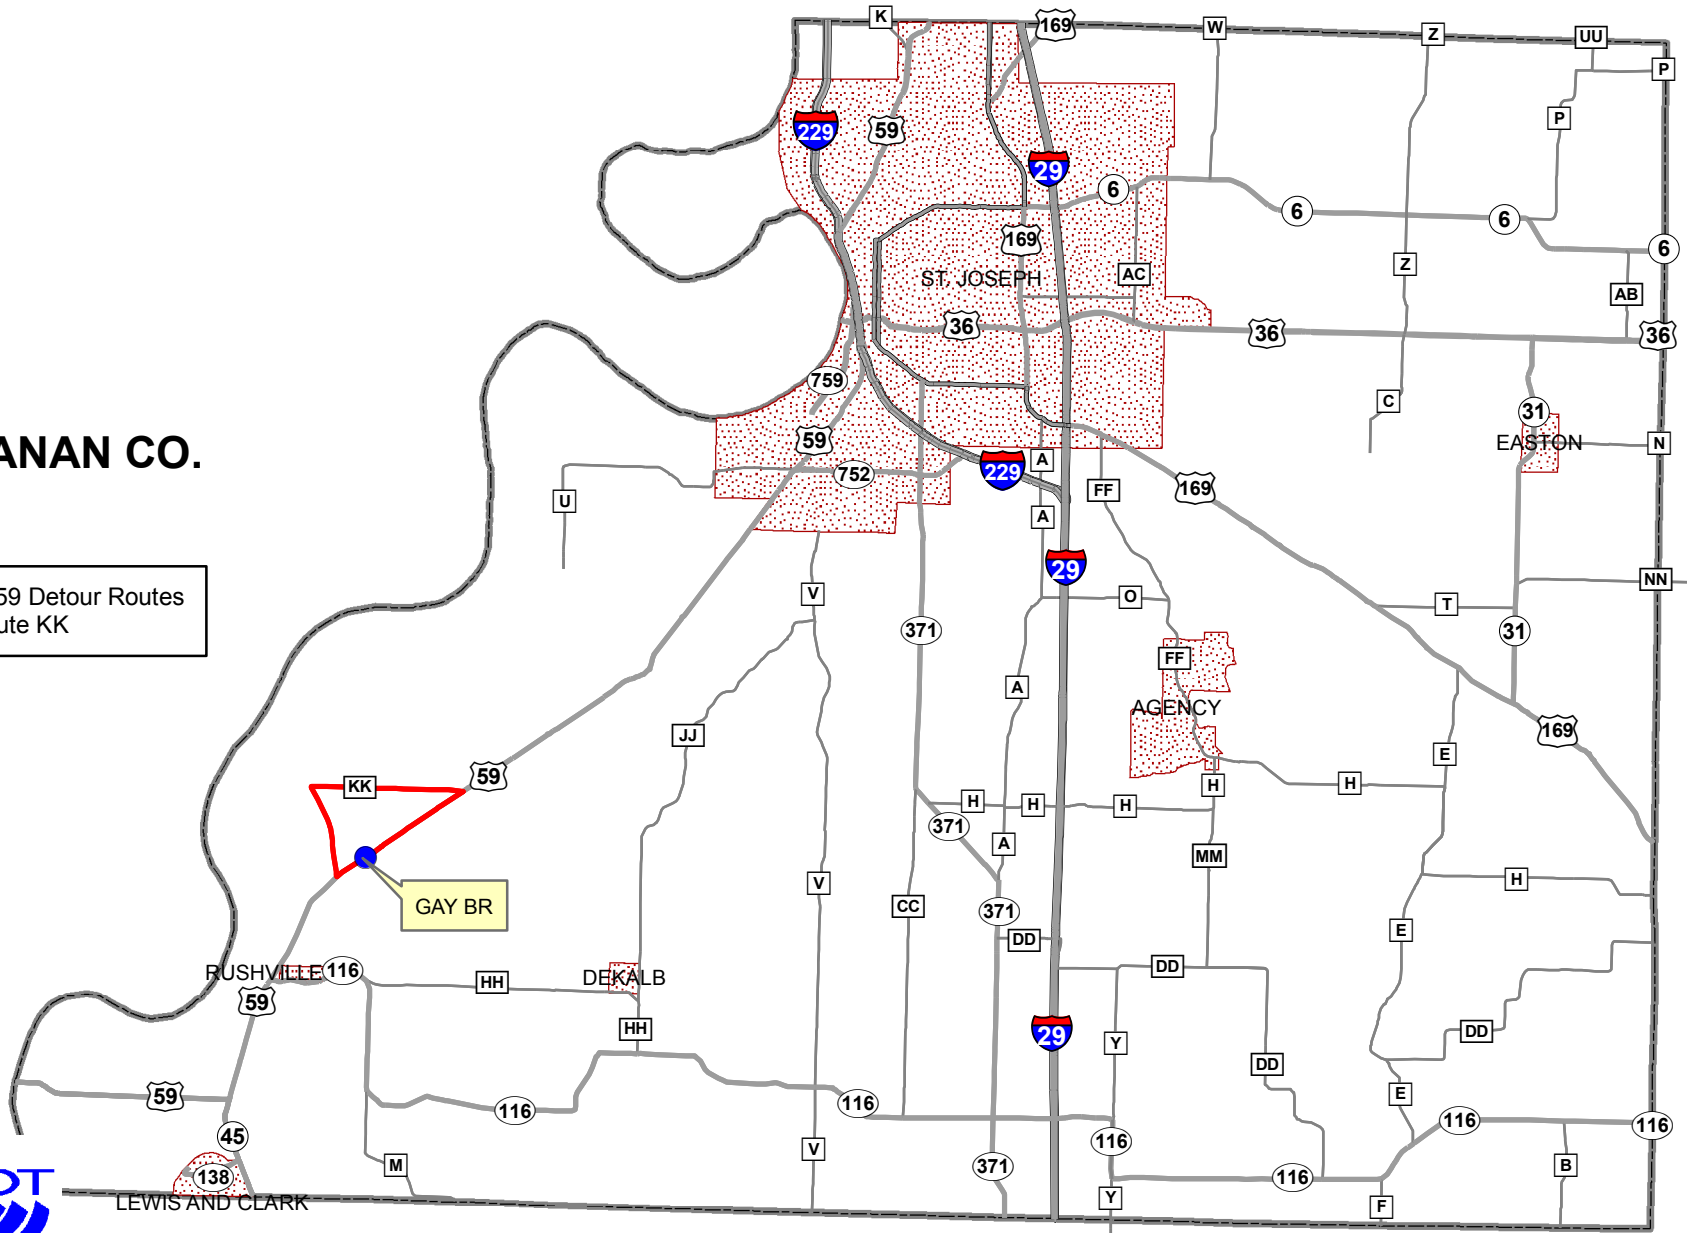 K
169
W
Z
UU
P
229
59
P
29
6
6
6
169
6
ST. JOSEPH
AC
Z
AB
36
36
36
759
C
31
59
EASTON
N
ANAN CO.
752
229
A
FF
169
U
A
29
59 Detour Routes
ute KK
V
O
NN
T
371
31
FF
A
AGENCY
JJ
169
E
59
KK
H
H
H
H
H
371
A
MM
GAY BR
V
H
CC
371
E
DD
RUSHVILLE
116
DEKALB
DD
HH
59
HH
29
Y
DD
DD
59
116
116
E
116
116
45
116
V
138
M
371
116
B
LEWIS AND CLARK
Y
F
OT